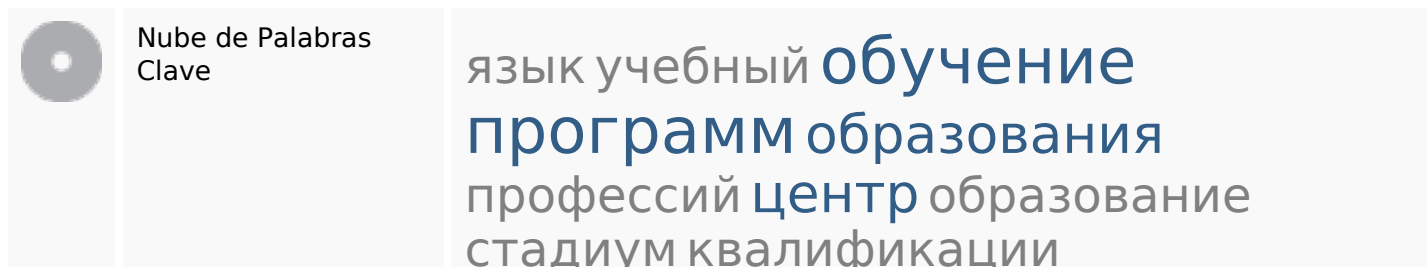 Nube de Palabras
Clave
язык учебный обучение
программ образования
профессий центр образование
стадиум квалификации